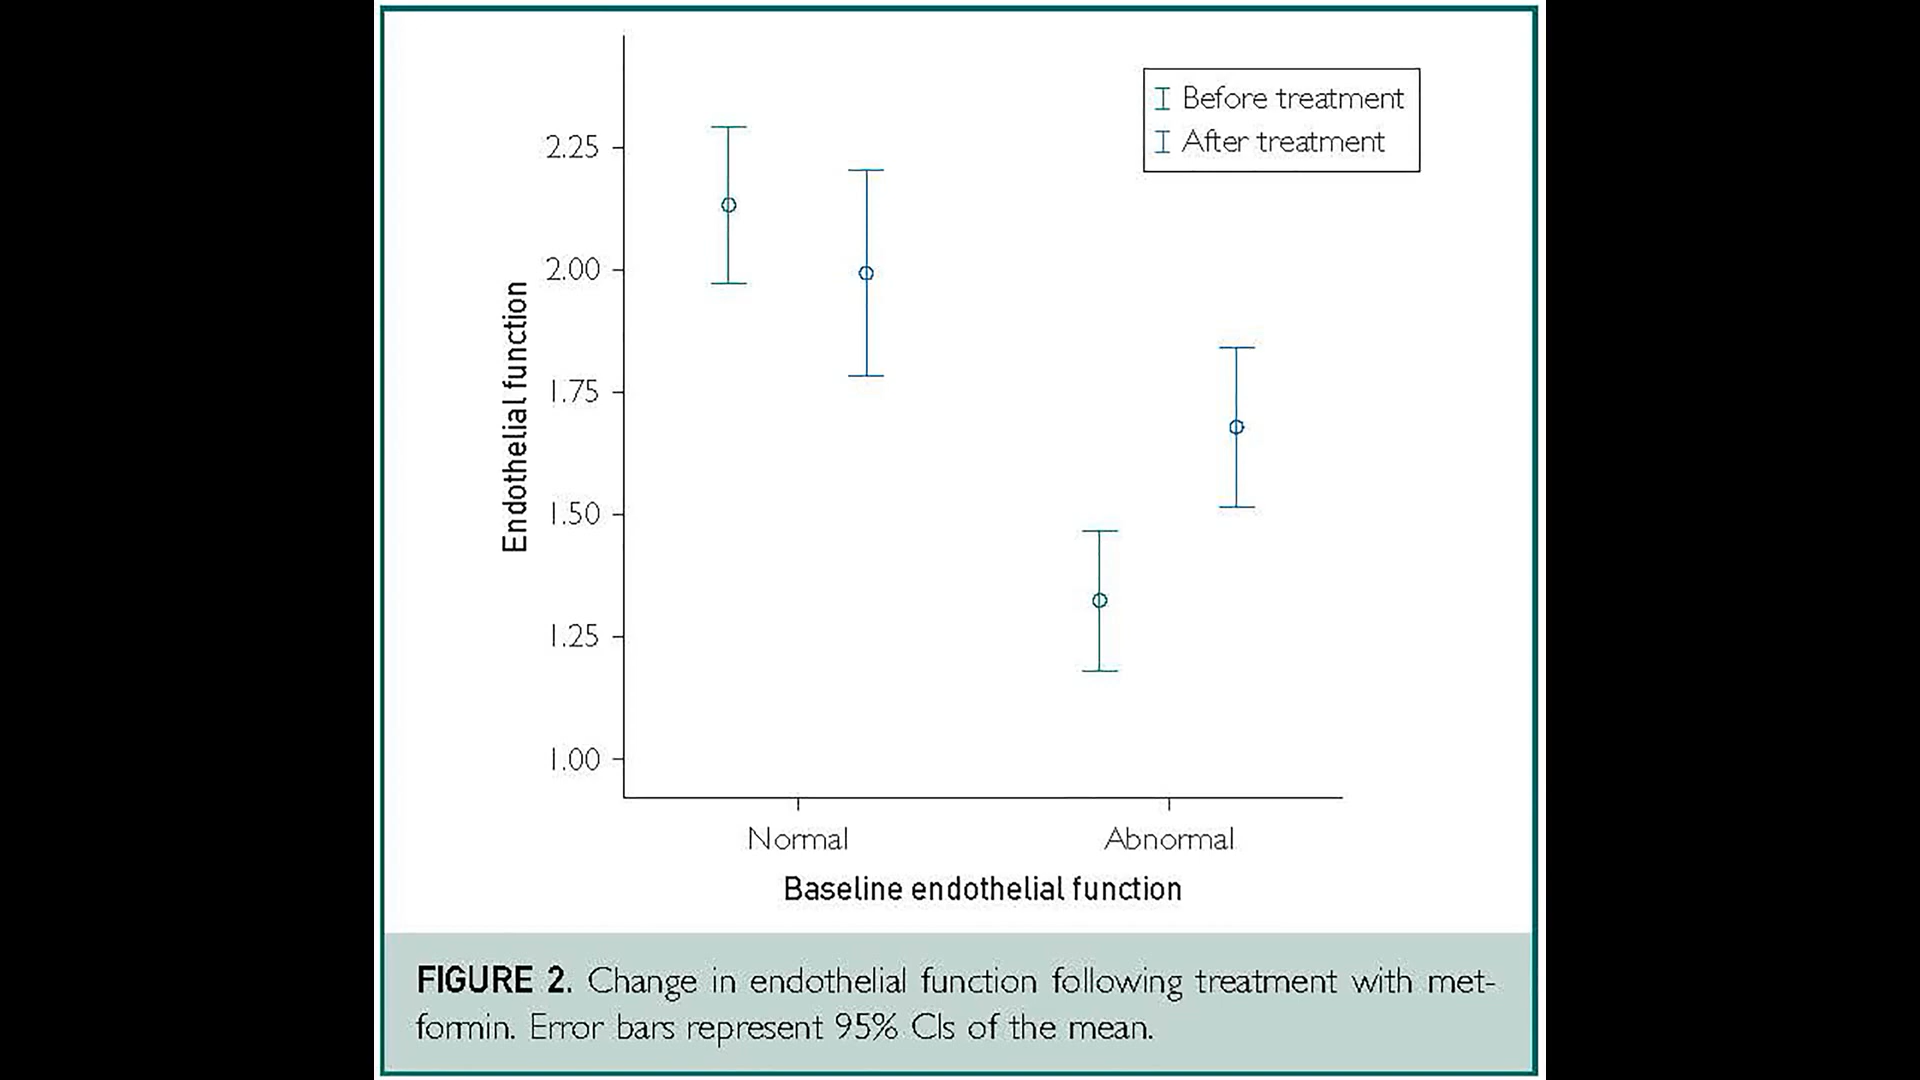 Before treatment
After treatment
2.25
2.00
1.75
1.50
1.25
1.00
Endothelial function
Normal
Abnormal
Baseline endothelial function
FIGURE 2. Change in endothelial function following treatment with met-
formin. Error bars represent 95% CIs of the mean.